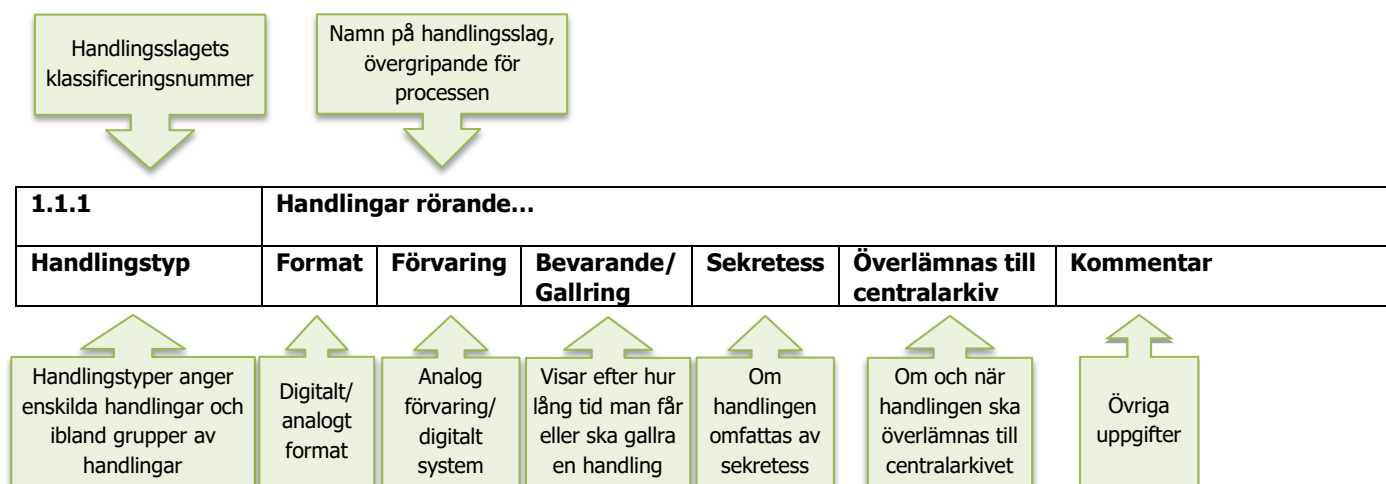 Handlingsslagets
klassificeringsnummer
Namn på handlingsslag,
övergripande för
processen
1.1.1
Handlingar rörande…
Handlingstyp
Format
Förvaring
Bevarande/
Gallring
Sekretess
Överlämnas till
centralarkiv
Kommentar
Handlingstyper anger
enskilda handlingar och
ibland grupper av
handlingar
Digitalt/
analogt
format
Analog
förvaring/
digitalt
system
Visar efter hur
lång tid man får
eller ska gallra
en handling
Om
handlingen
omfattas av
sekretess
Om och när
handlingen ska
överlämnas till
centralarkivet
Övriga
uppgifter